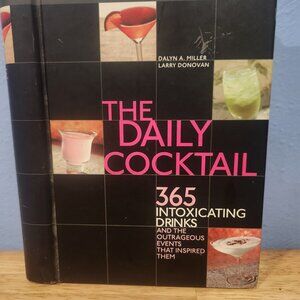 DALYN A. MILLER
LARRY DONOVAN
THE
DAILY
COCKTAIL
365
INTOXICATING
DRINKS
AND THE
OUTRAGEOUS
EVENTS
THAT INSPIRED
THEM